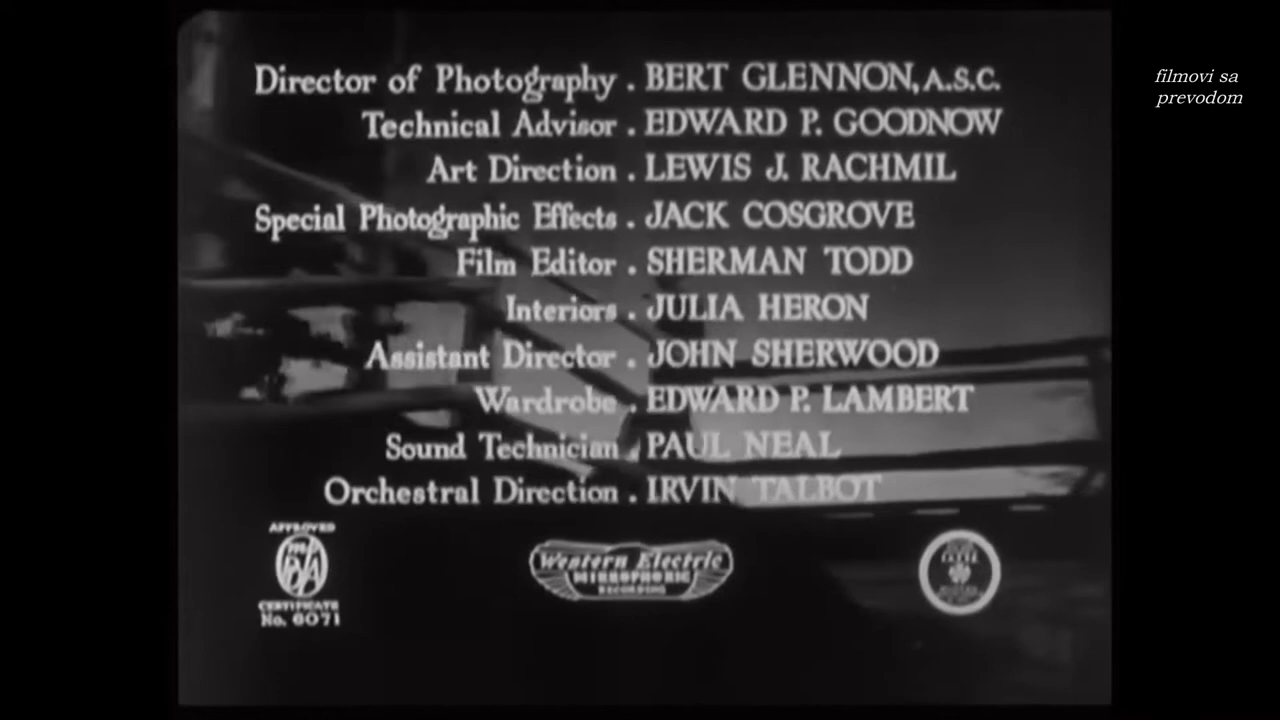 Director of Photography . BERT GLENNON, A.S.C.
Technical Advisor . EDWARD P. GOODNOW
Art Direction . LEWIS J. RACHMIL
Special Photographic Effects . JACK COSGROVE
Film Editor . SHERMAN TODD
Interiors . JULIA HERON
Assistant Director . JOHN SHERWOOD
Wardrobe . EDWARD P. LAMBERT
Sound Technician . PAUL NEAL
Orchestral Direction . IRVIN TALBOT
APPROVED
CERTIFICATE
No. 6071
Western Electric
MIRROPHONIC
RECORDING
filmovi sa
prevodom